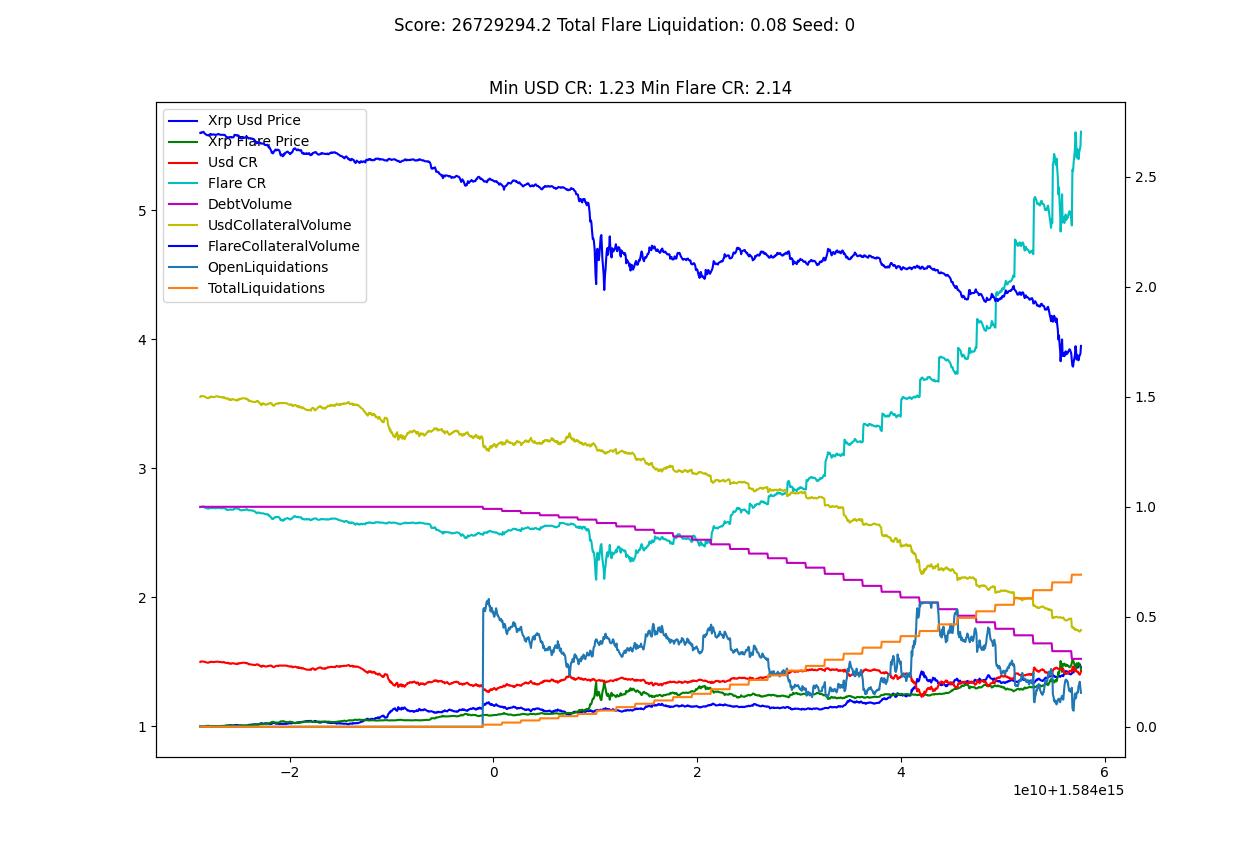 Score: 26729294.2 Total Flare Liquidation: 0.08 Seed: 0
Min USD CR: 1.23 Min Flare CR: 2.14
Xrp Usd Price
Xrp Flare Price
Usd CR
Flare CR
DebtVolume
UsdCollateralVolume
FlareCollateralVolume
OpenLiquidations
TotalLiquidations
5
4
3
2
1
2.5
2.0
1.5
1.0
0.5
0.0
−2 0 2 4 6
1e10+1.584e15